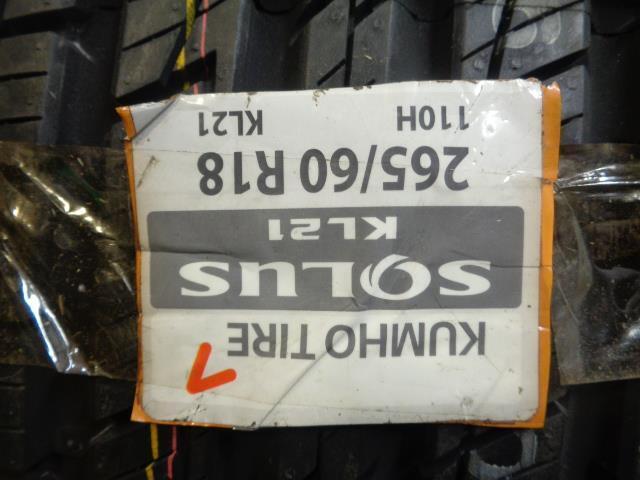 KUMHO TIRE
SOLUS
KL21
265/60 R18
110H KL21